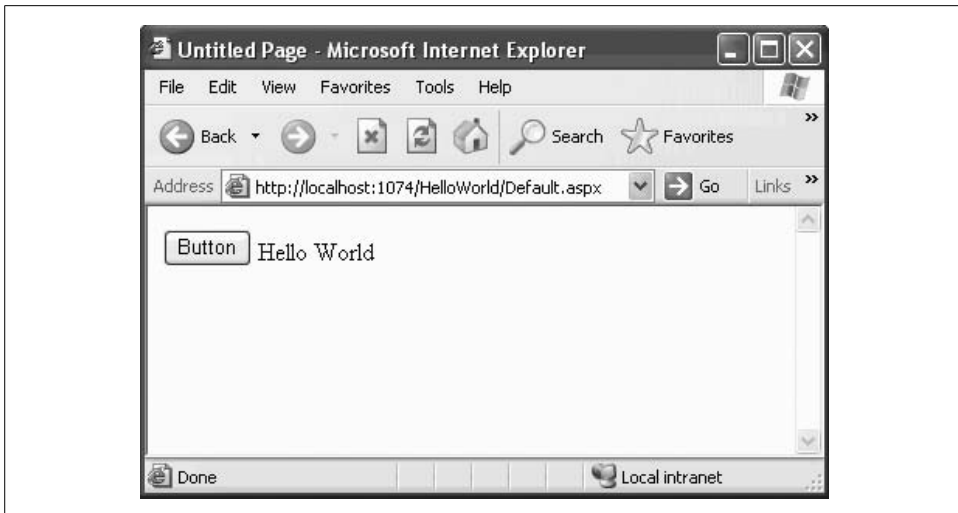 Untitled Page - Microsoft Internet Explorer
File Edit View Favorites Tools Help
Back Search Favorites »
Address http://localhost:1074/HelloWorld/Default.aspx Go Links »
Button Hello World
Done Local intranet